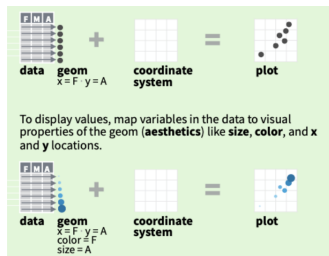 F M A
+ =
data geom coordinate plot
x = F · y = A system
To display values, map variables in the data to visual
properties of the geom (aesthetics) like size, color, and x
and y locations.
F M A
+ =
data geom coordinate plot
x = F · y = A system
color = F
size = A